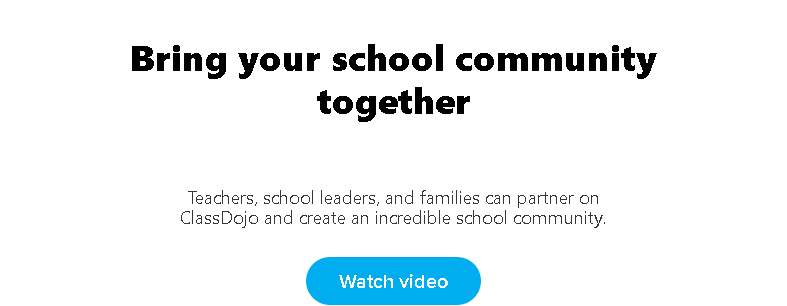 Bring your school community
together
Teachers, school leaders, and families can partner on
ClassDojo and create an incredible school community.
Watch video